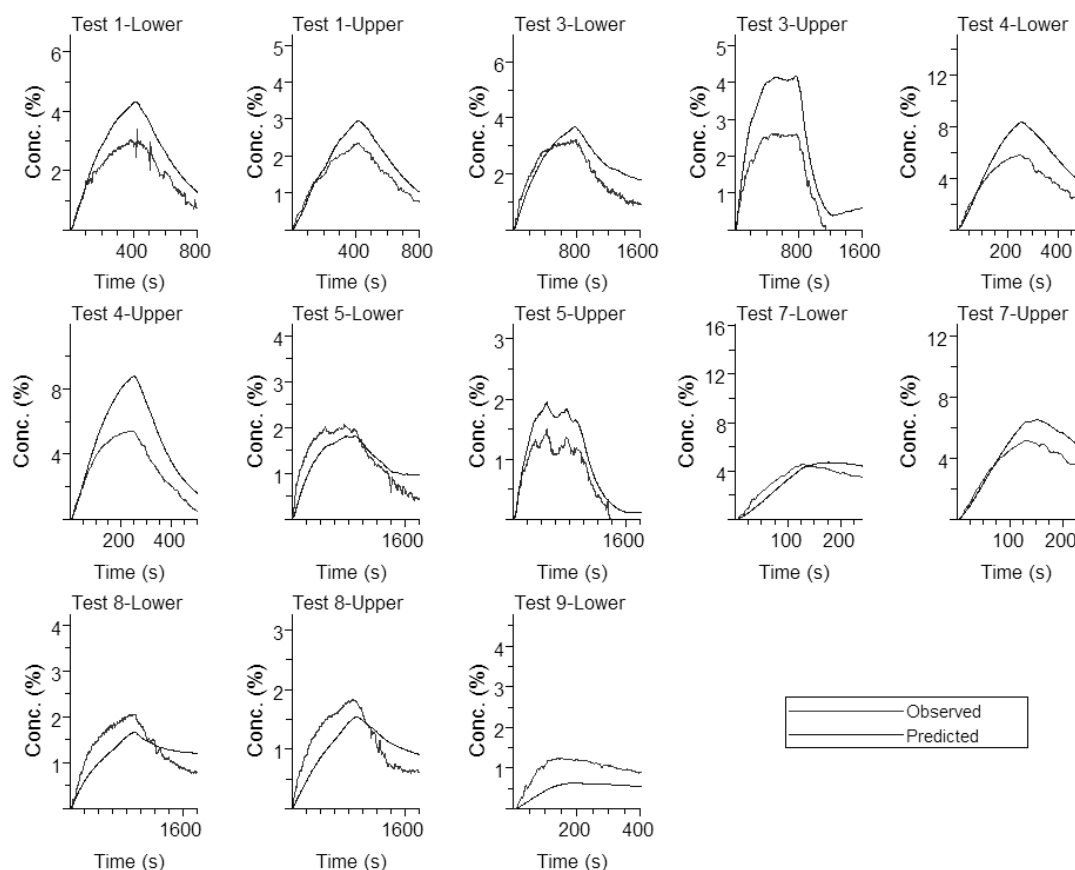 Test 1-Lower
Conc. (%)
6
4
2
400 800
Time (s)
Test 1-Upper
Conc. (%)
5
4
3
2
1
400 800
Time (s)
Test 3-Lower
Conc. (%)
6
4
2
800 1600
Time (s)
Test 3-Upper
Conc. (%)
5
4
3
2
1
800 1600
Time (s)
Test 4-Lower
Conc. (%)
12
8
4
200 400
Time (s)
Test 4-Upper
Conc. (%)
8
4
200 400
Time (s)
Test 5-Lower
Conc. (%)
4
3
2
1
1600
Time (s)
Test 5-Upper
Conc. (%)
3
2
1
1600
Time (s)
Test 7-Lower
Conc. (%)
16
12
8
4
100 200
Time (s)
Test 7-Upper
Conc. (%)
12
8
4
100 200
Time (s)
Test 8-Lower
Conc. (%)
4
3
2
1
1600
Time (s)
Test 8-Upper
Conc. (%)
3
2
1
1600
Time (s)
Test 9-Lower
Conc. (%)
4
3
2
1
200 400
Time (s)
Observed
Predicted